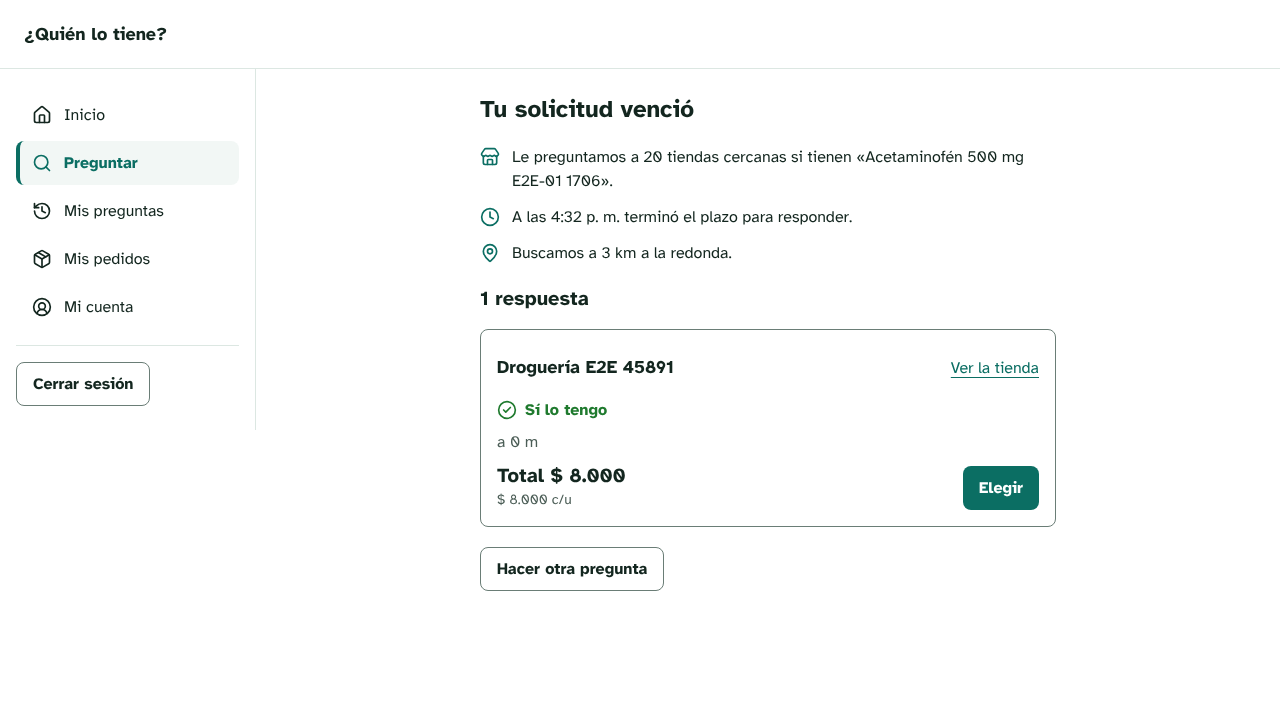 ¿Quién lo tiene?
Inicio
Preguntar
Mis preguntas
Mis pedidos
Mi cuenta
Cerrar sesión
Tu solicitud venció
Le preguntamos a 20 tiendas cercanas si tienen «Acetaminofén 500 mg
E2E-01 1706».
A las 4:32 p. m. terminó el plazo para responder.
Buscamos a 3 km a la redonda.
1 respuesta
Droguería E2E 45891
Ver la tienda
Sí lo tengo
a 0 m
Total $ 8.000
$ 8.000 c/u
Elegir
Hacer otra pregunta